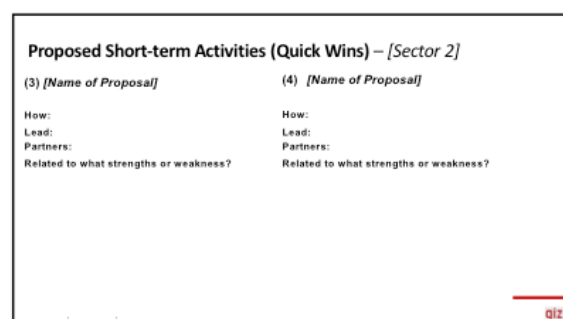 Proposed Short-term Activities (Quick Wins) – [Sector 2]
(3) [Name of Proposal]
How:
Lead:
Partners:
Related to what strengths or weakness?
(4) [Name of Proposal]
How:
Lead:
Partners:
Related to what strengths or weakness?
giz